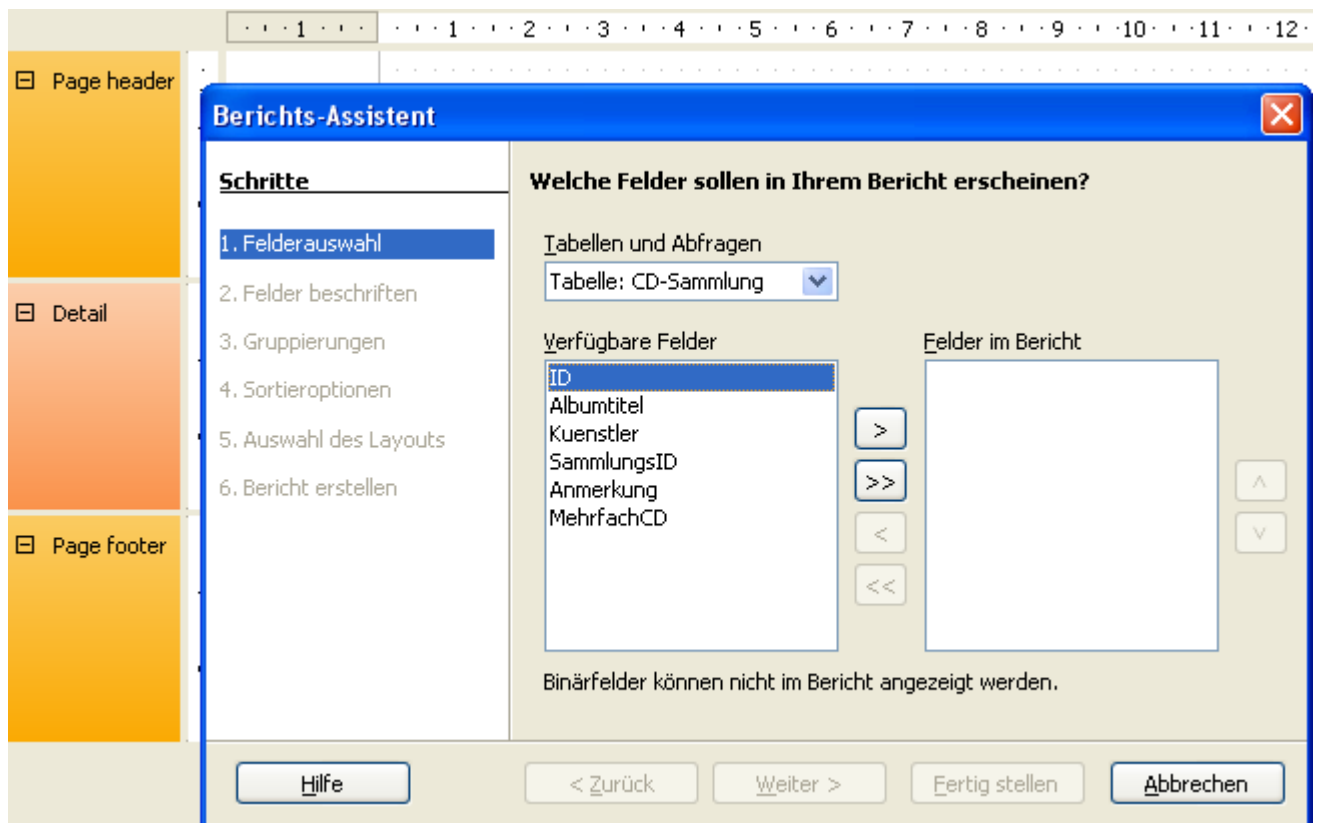 1 1 2 3 4 5 6 7 8 9 10 11 12
Page header
Detail
Page footer
Berichts-Assistent
Schritte
1. Felderauswahl
2. Felder beschriften
3. Gruppierungen
4. Sortieroptionen
5. Auswahl des Layouts
6. Bericht erstellen
Welche Felder sollen in Ihrem Bericht erscheinen?
Tabellen und Abfragen
Tabelle: CD-Sammlung
Verfügbare Felder
ID
Albumtitel
Kuenstler
SammlungsID
Anmerkung
MehrfachCD
>
>>
<
<<
Felder im Bericht
Binärfelder können nicht im Bericht angezeigt werden.
Hilfe
< Zurück
Weiter >
Fertig stellen
Abbrechen